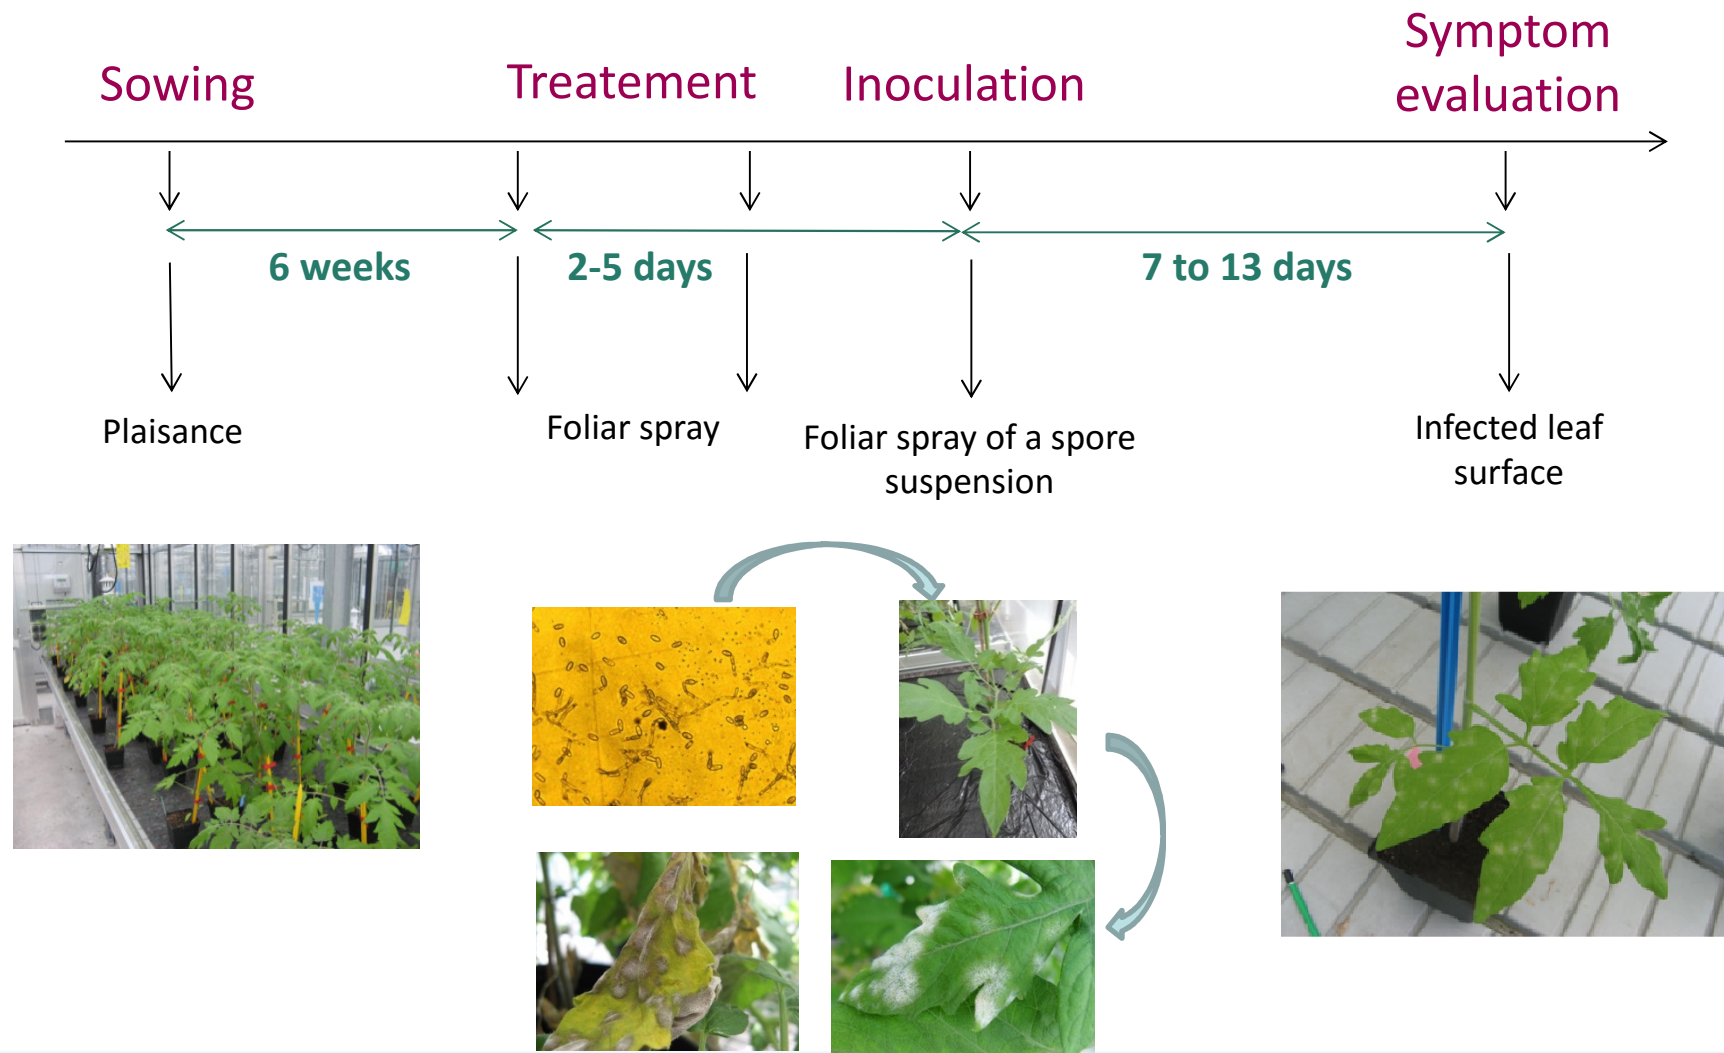 Sowing
Treatement
Inoculation
Symptom
evaluation
6 weeks
2-5 days
7 to 13 days
Plaisance
Foliar spray
Foliar spray of a spore
suspension
Infected leaf
surface